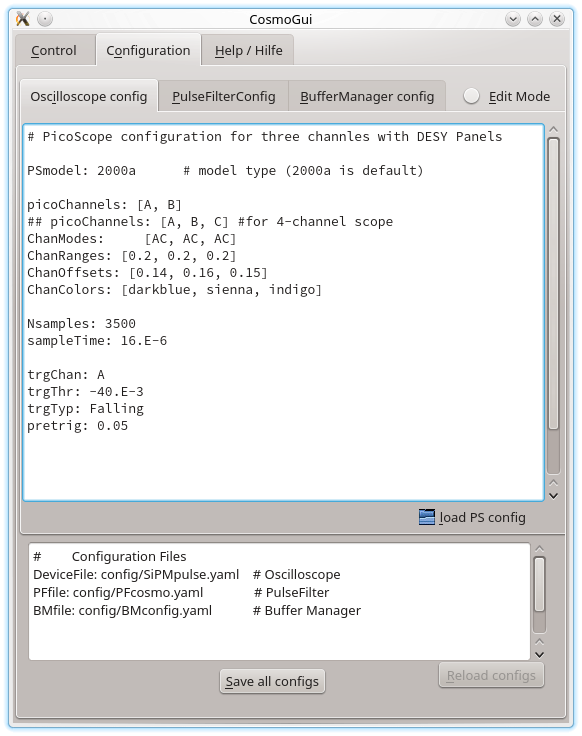 CosmoGui
Control Configuration Help / Hilfe
Oscilloscope config PulseFilterConfig BufferManager config Edit Mode
# PicoScope configuration for three channles with DESY Panels
PSmodel: 2000a # model type (2000a is default)
picoChannels: [A, B]
## picoChannels: [A, B, C] #for 4-channel scope
ChanModes: [AC, AC, AC]
ChanRanges: [0.2, 0.2, 0.2]
ChanOffsets: [0.14, 0.16, 0.15]
ChanColors: [darkblue, sienna, indigo]
Nsamples: 3500
sampleTime: 16.E-6
trgChan: A
trgThr: -40.E-3
trgTyp: Falling
pretrig: 0.05
load PS config
# Configuration Files
DeviceFile: config/SiPMpulse.yaml # Oscilloscope
PFfile: config/PFcosmo.yaml # PulseFilter
BMfile: config/BMconfig.yaml # Buffer Manager
Save all configs Reload configs